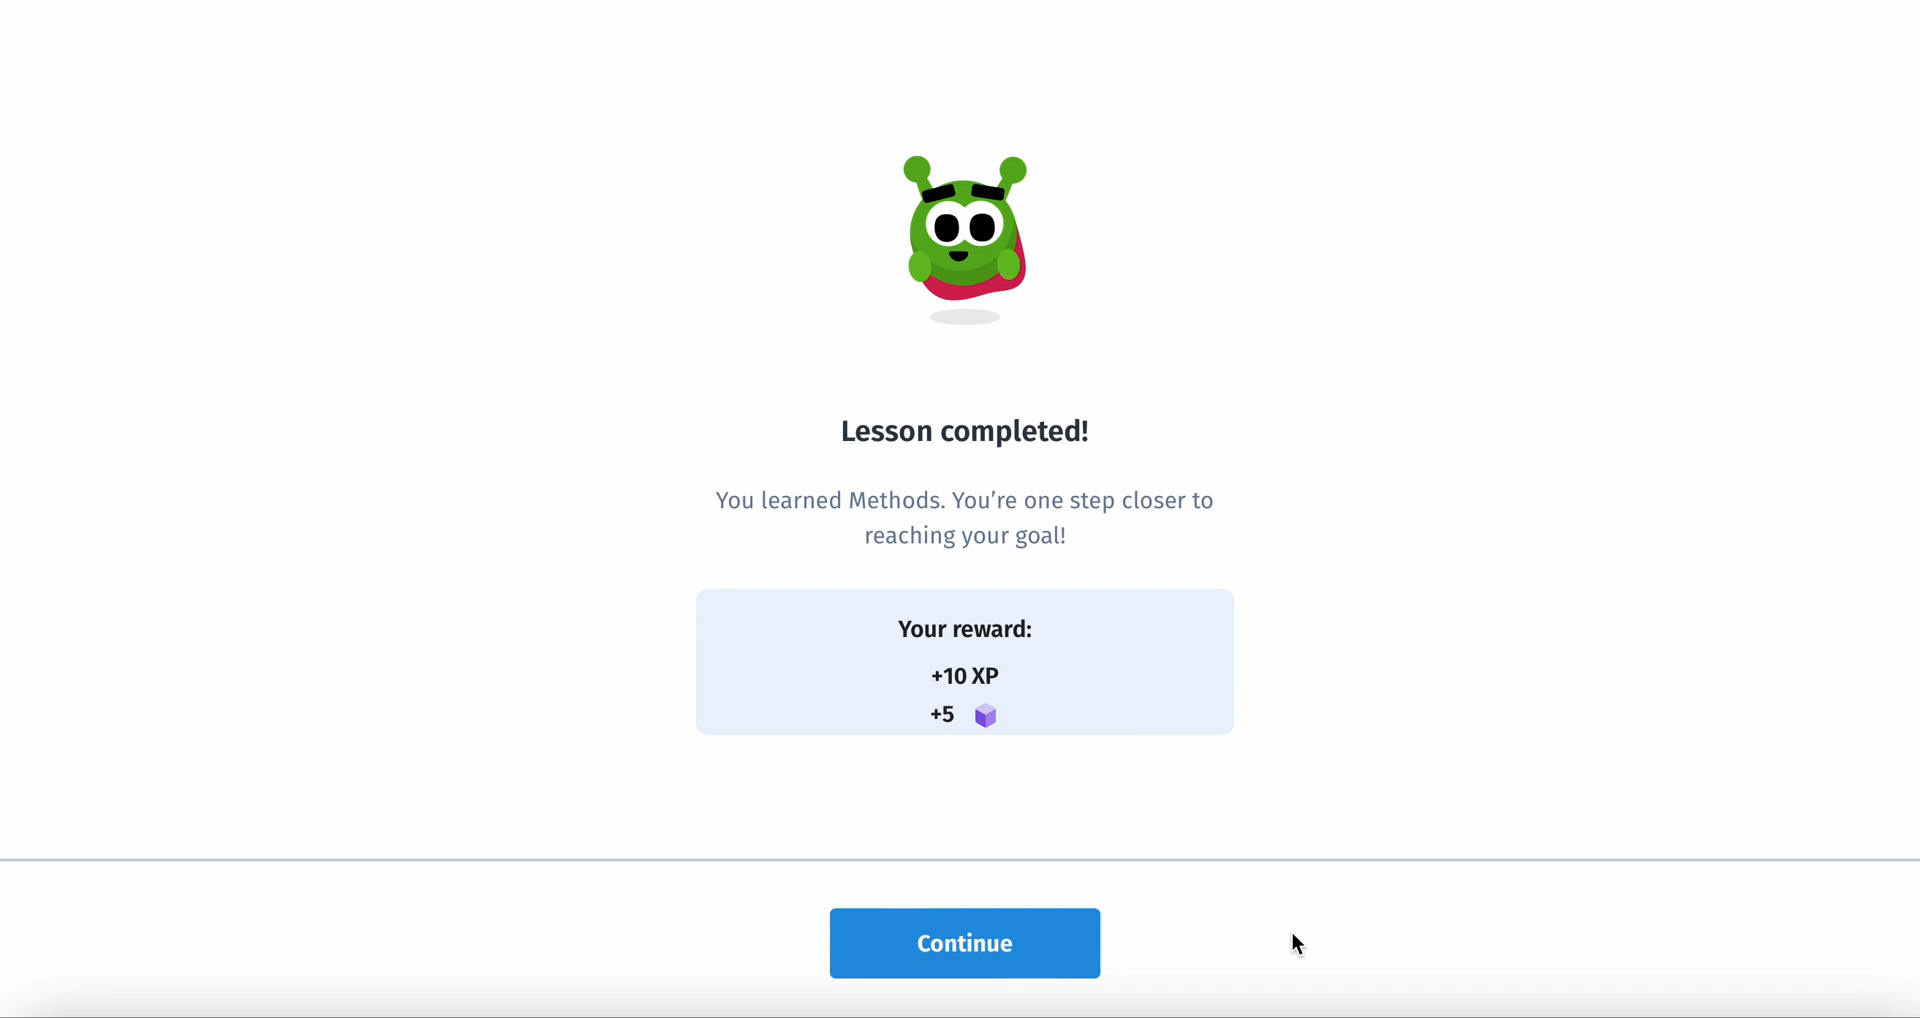 Lesson completed!
You learned Methods. You’re one step closer to
reaching your goal!
Your reward:
+10 XP
+5
Continue